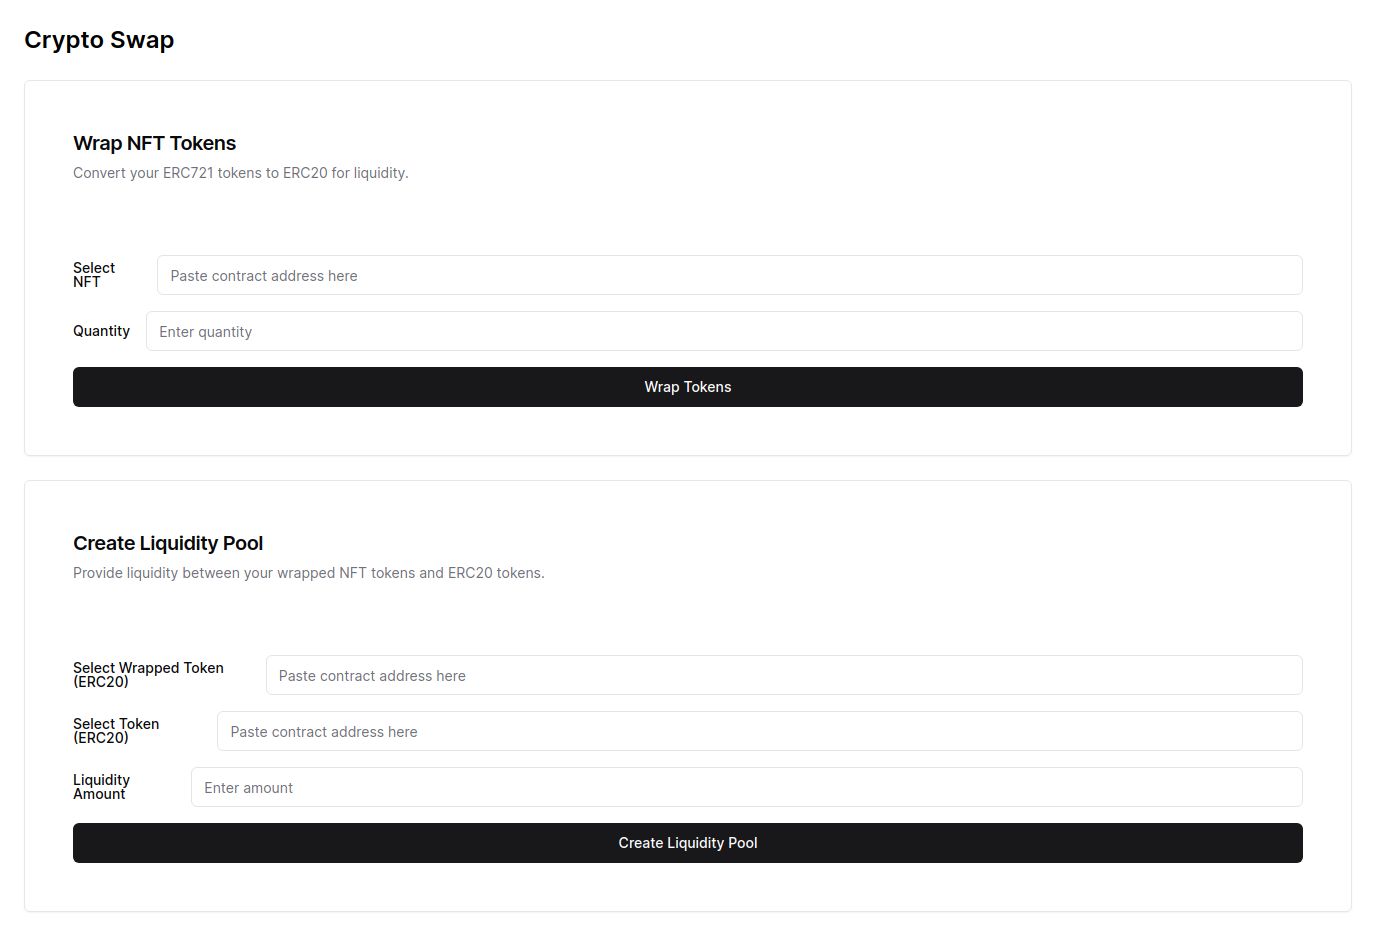 Crypto Swap
Wrap NFT Tokens
Convert your ERC721 tokens to ERC20 for liquidity.
Select
NFT
Paste contract address here
Quantity
Enter quantity
Wrap Tokens
Create Liquidity Pool
Provide liquidity between your wrapped NFT tokens and ERC20 tokens.
Select Wrapped Token
(ERC20)
Paste contract address here
Select Token
(ERC20)
Paste contract address here
Liquidity
Amount
Enter amount
Create Liquidity Pool